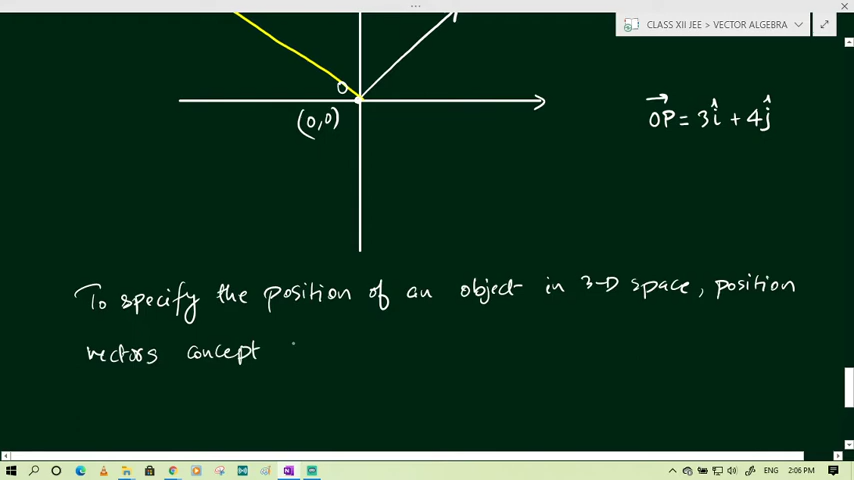 CLASS XII JEE > VECTOR ALGEBRA
O
(0,0)
OP = 3î + 4ĵ
To specify the position of an object in 3-D space, position
vectors concept
ENG 2:06 PM